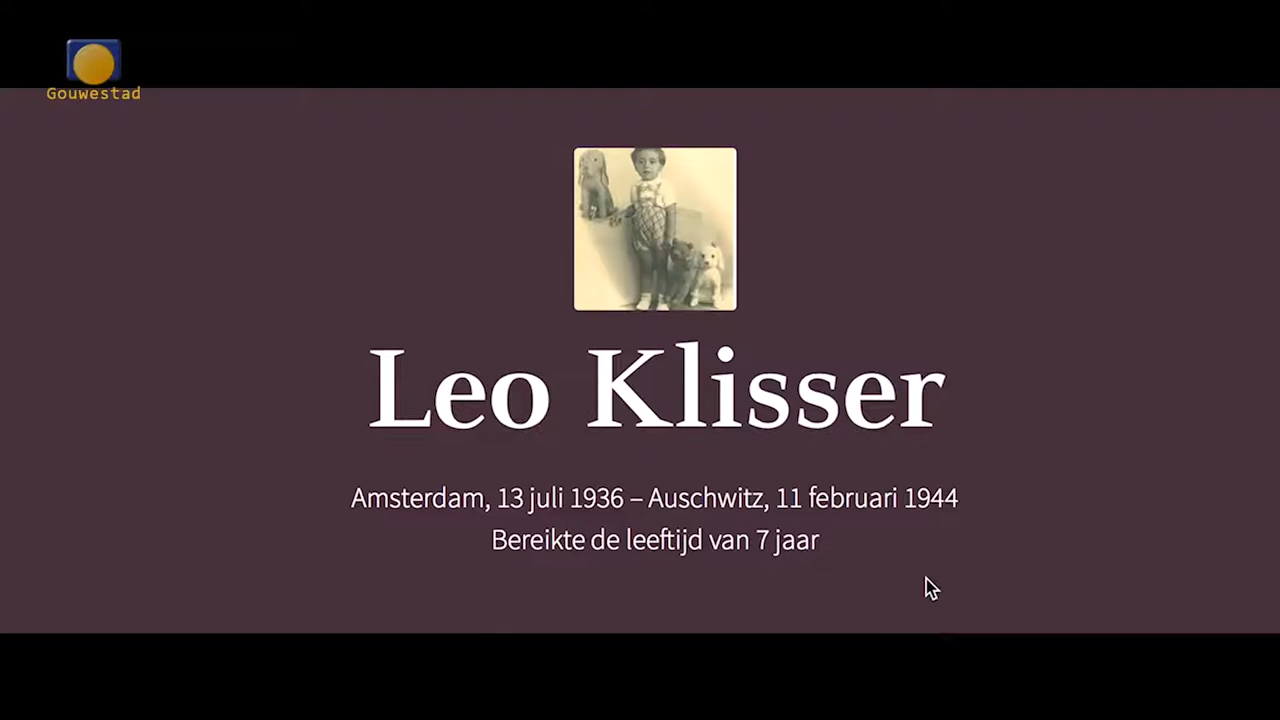 Gouwestad
Leo Klisser
Amsterdam, 13 juli 1936 – Auschwitz, 11 februari 1944
Bereikte de leeftijd van 7 jaar